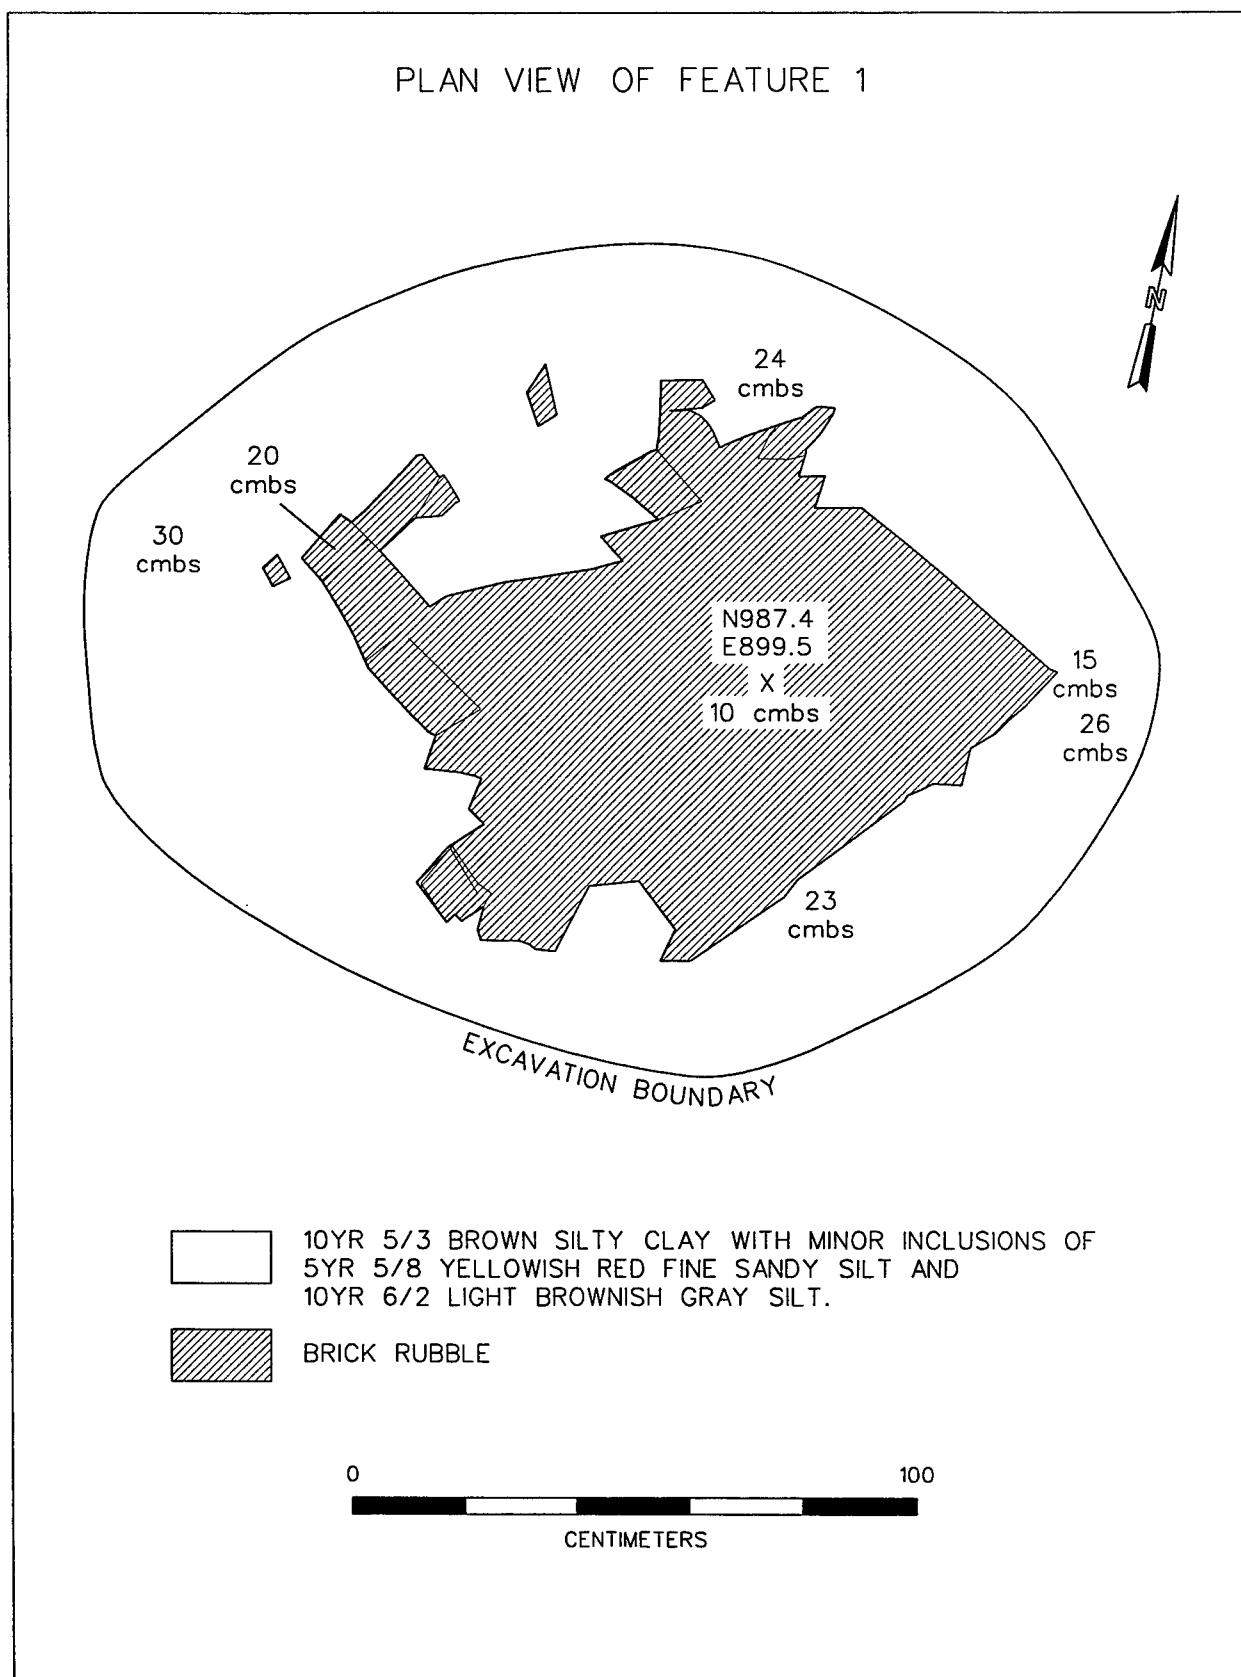 PLAN VIEW OF FEATURE 1
N
24
cmbs
20
cmbs
30
cmbs
N987.4
E899.5
X
10 cmbs
15
cmbs
26
cmbs
23
cmbs
EXCAVATION BOUNDARY
10YR 5/3 BROWN SILTY CLAY WITH MINOR INCLUSIONS OF
5YR 5/8 YELLOWISH RED FINE SANDY SILT AND
10YR 6/2 LIGHT BROWNISH GRAY SILT.
BRICK RUBBLE
0 100
CENTIMETERS